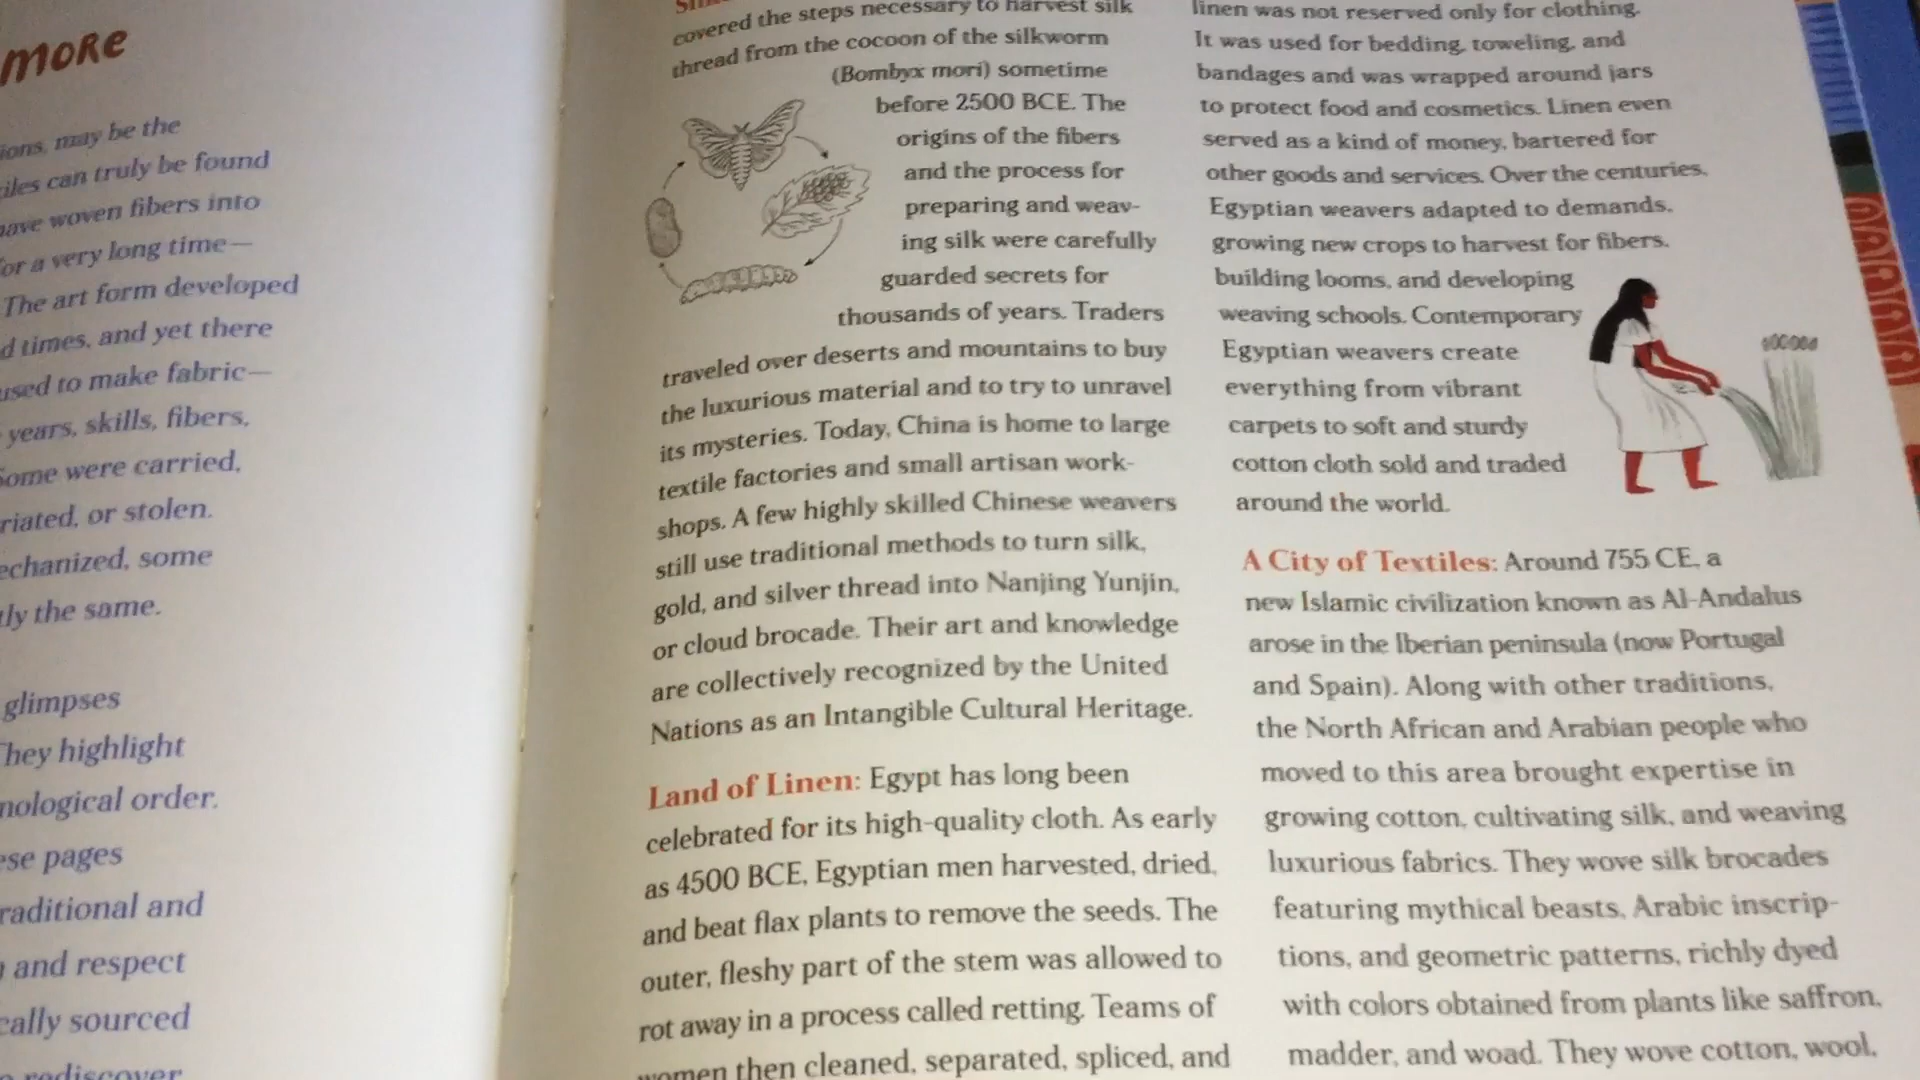 more
ions, may be the
iles can truly be found
ave woven fibers into
for a very long time—
The art form developed
d times, and yet there
used to make fabric—
years, skills, fibers,
Some were carried,
riated, or stolen.
echanized, some
tly the same.
glimpses
They highlight
nological order.
ese pages
raditional and
and respect
cally sourced
rediscover
covered the steps necessary to harvest silk
thread from the cocoon of the silkworm
(Bombyx mori) sometime
before 2500 BCE. The
origins of the fibers
and the process for
preparing and weav-
ing silk were carefully
guarded secrets for
thousands of years. Traders
traveled over deserts and mountains to buy
the luxurious material and to try to unravel
its mysteries. Today, China is home to large
textile factories and small artisan work-
shops. A few highly skilled Chinese weavers
still use traditional methods to turn silk,
gold, and silver thread into Nanjing Yunjin,
or cloud brocade. Their art and knowledge
are collectively recognized by the United
Nations as an Intangible Cultural Heritage.
Land of Linen: Egypt has long been
celebrated for its high-quality cloth. As early
as 4500 BCE, Egyptian men harvested, dried,
and beat flax plants to remove the seeds. The
outer, fleshy part of the stem was allowed to
rot away in a process called retting. Teams of
women then cleaned, separated, spliced, and
linen was not reserved only for clothing.
It was used for bedding, toweling, and
bandages and was wrapped around jars
to protect food and cosmetics. Linen even
served as a kind of money, bartered for
other goods and services. Over the centuries,
Egyptian weavers adapted to demands,
growing new crops to harvest for fibers,
building looms, and developing
weaving schools. Contemporary
Egyptian weavers create
everything from vibrant
carpets to soft and sturdy
cotton cloth sold and traded
around the world.
A City of Textiles: Around 755 CE, a
new Islamic civilization known as Al-Andalus
arose in the Iberian peninsula (now Portugal
and Spain). Along with other traditions,
the North African and Arabian people who
moved to this area brought expertise in
growing cotton, cultivating silk, and weaving
luxurious fabrics. They wove silk brocades
featuring mythical beasts, Arabic inscrip-
tions, and geometric patterns, richly dyed
with colors obtained from plants like saffron,
madder, and woad. They wove cotton, wool,